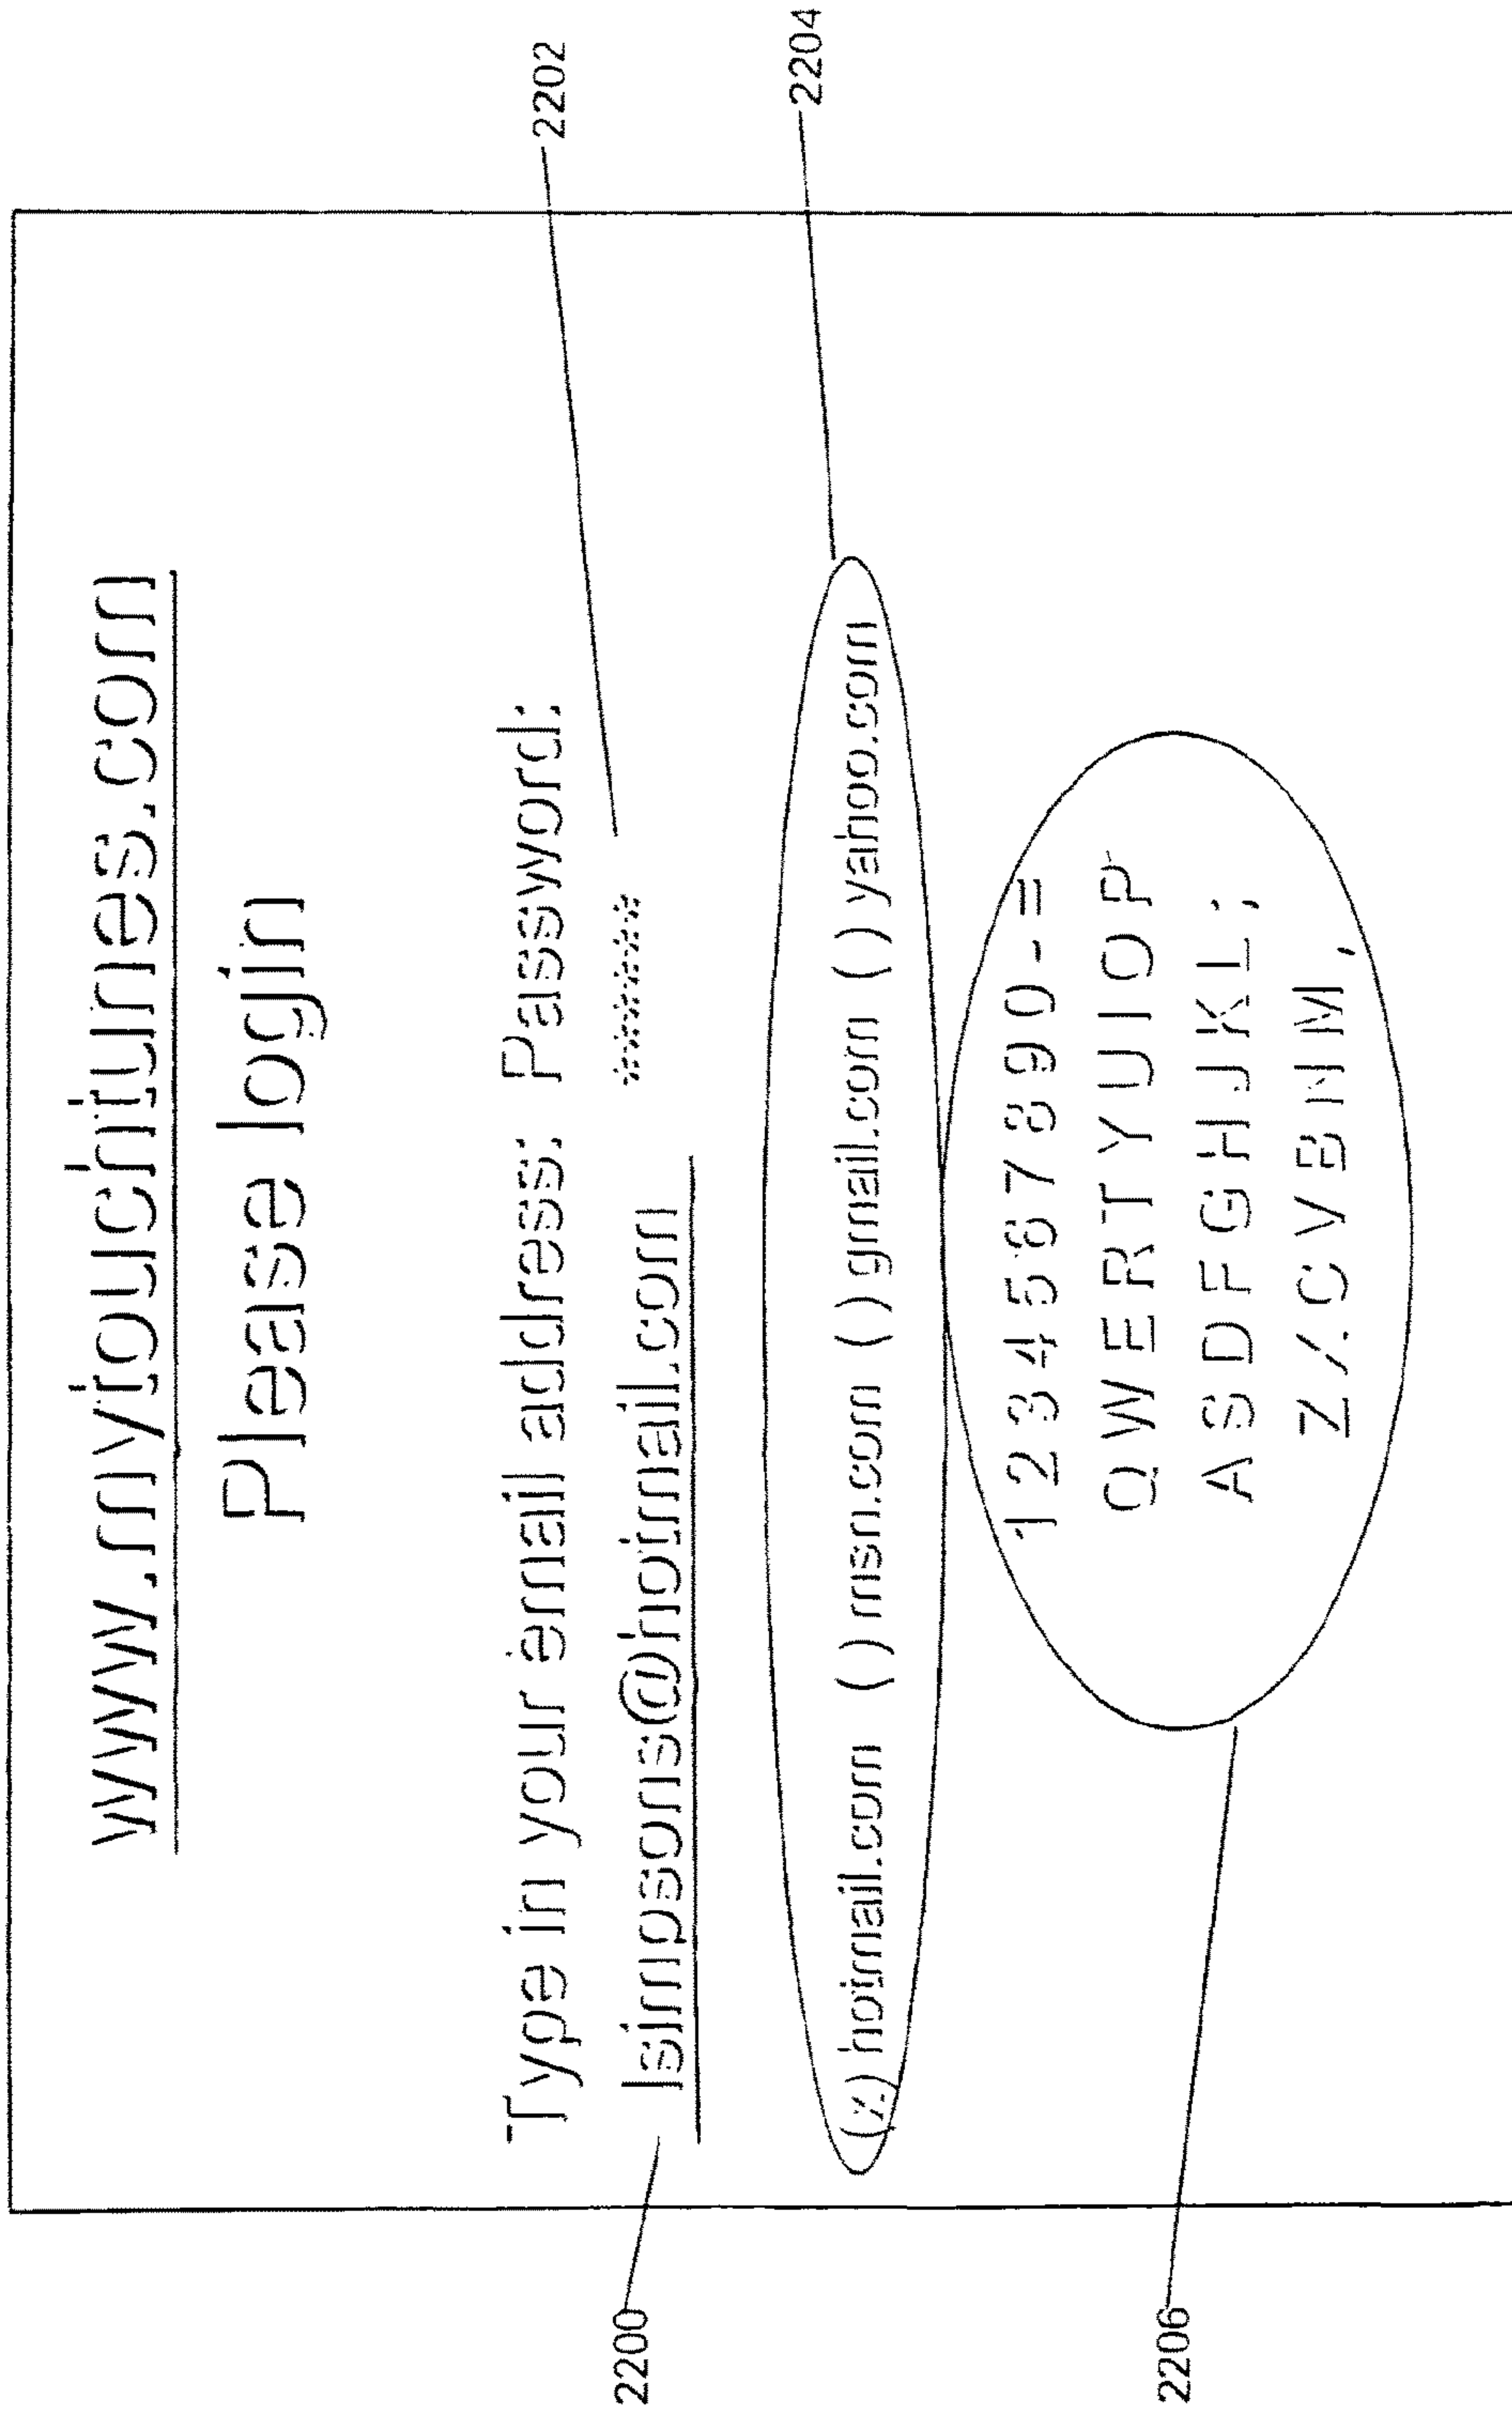 www.mytouchtunes.com
Please login
Type in your email address: Password:
lsimpsons@hotmail.com ******
(x) hotmail.com ( ) msn.com ( ) gmail.com ( ) yahoo.com
1 2 3 4 5 6 7 8 9 0 - =
Q W E R T Y U I O P
A S D F G H J K L ;
Z X C V B N M ,
2200
2202
2204
2206